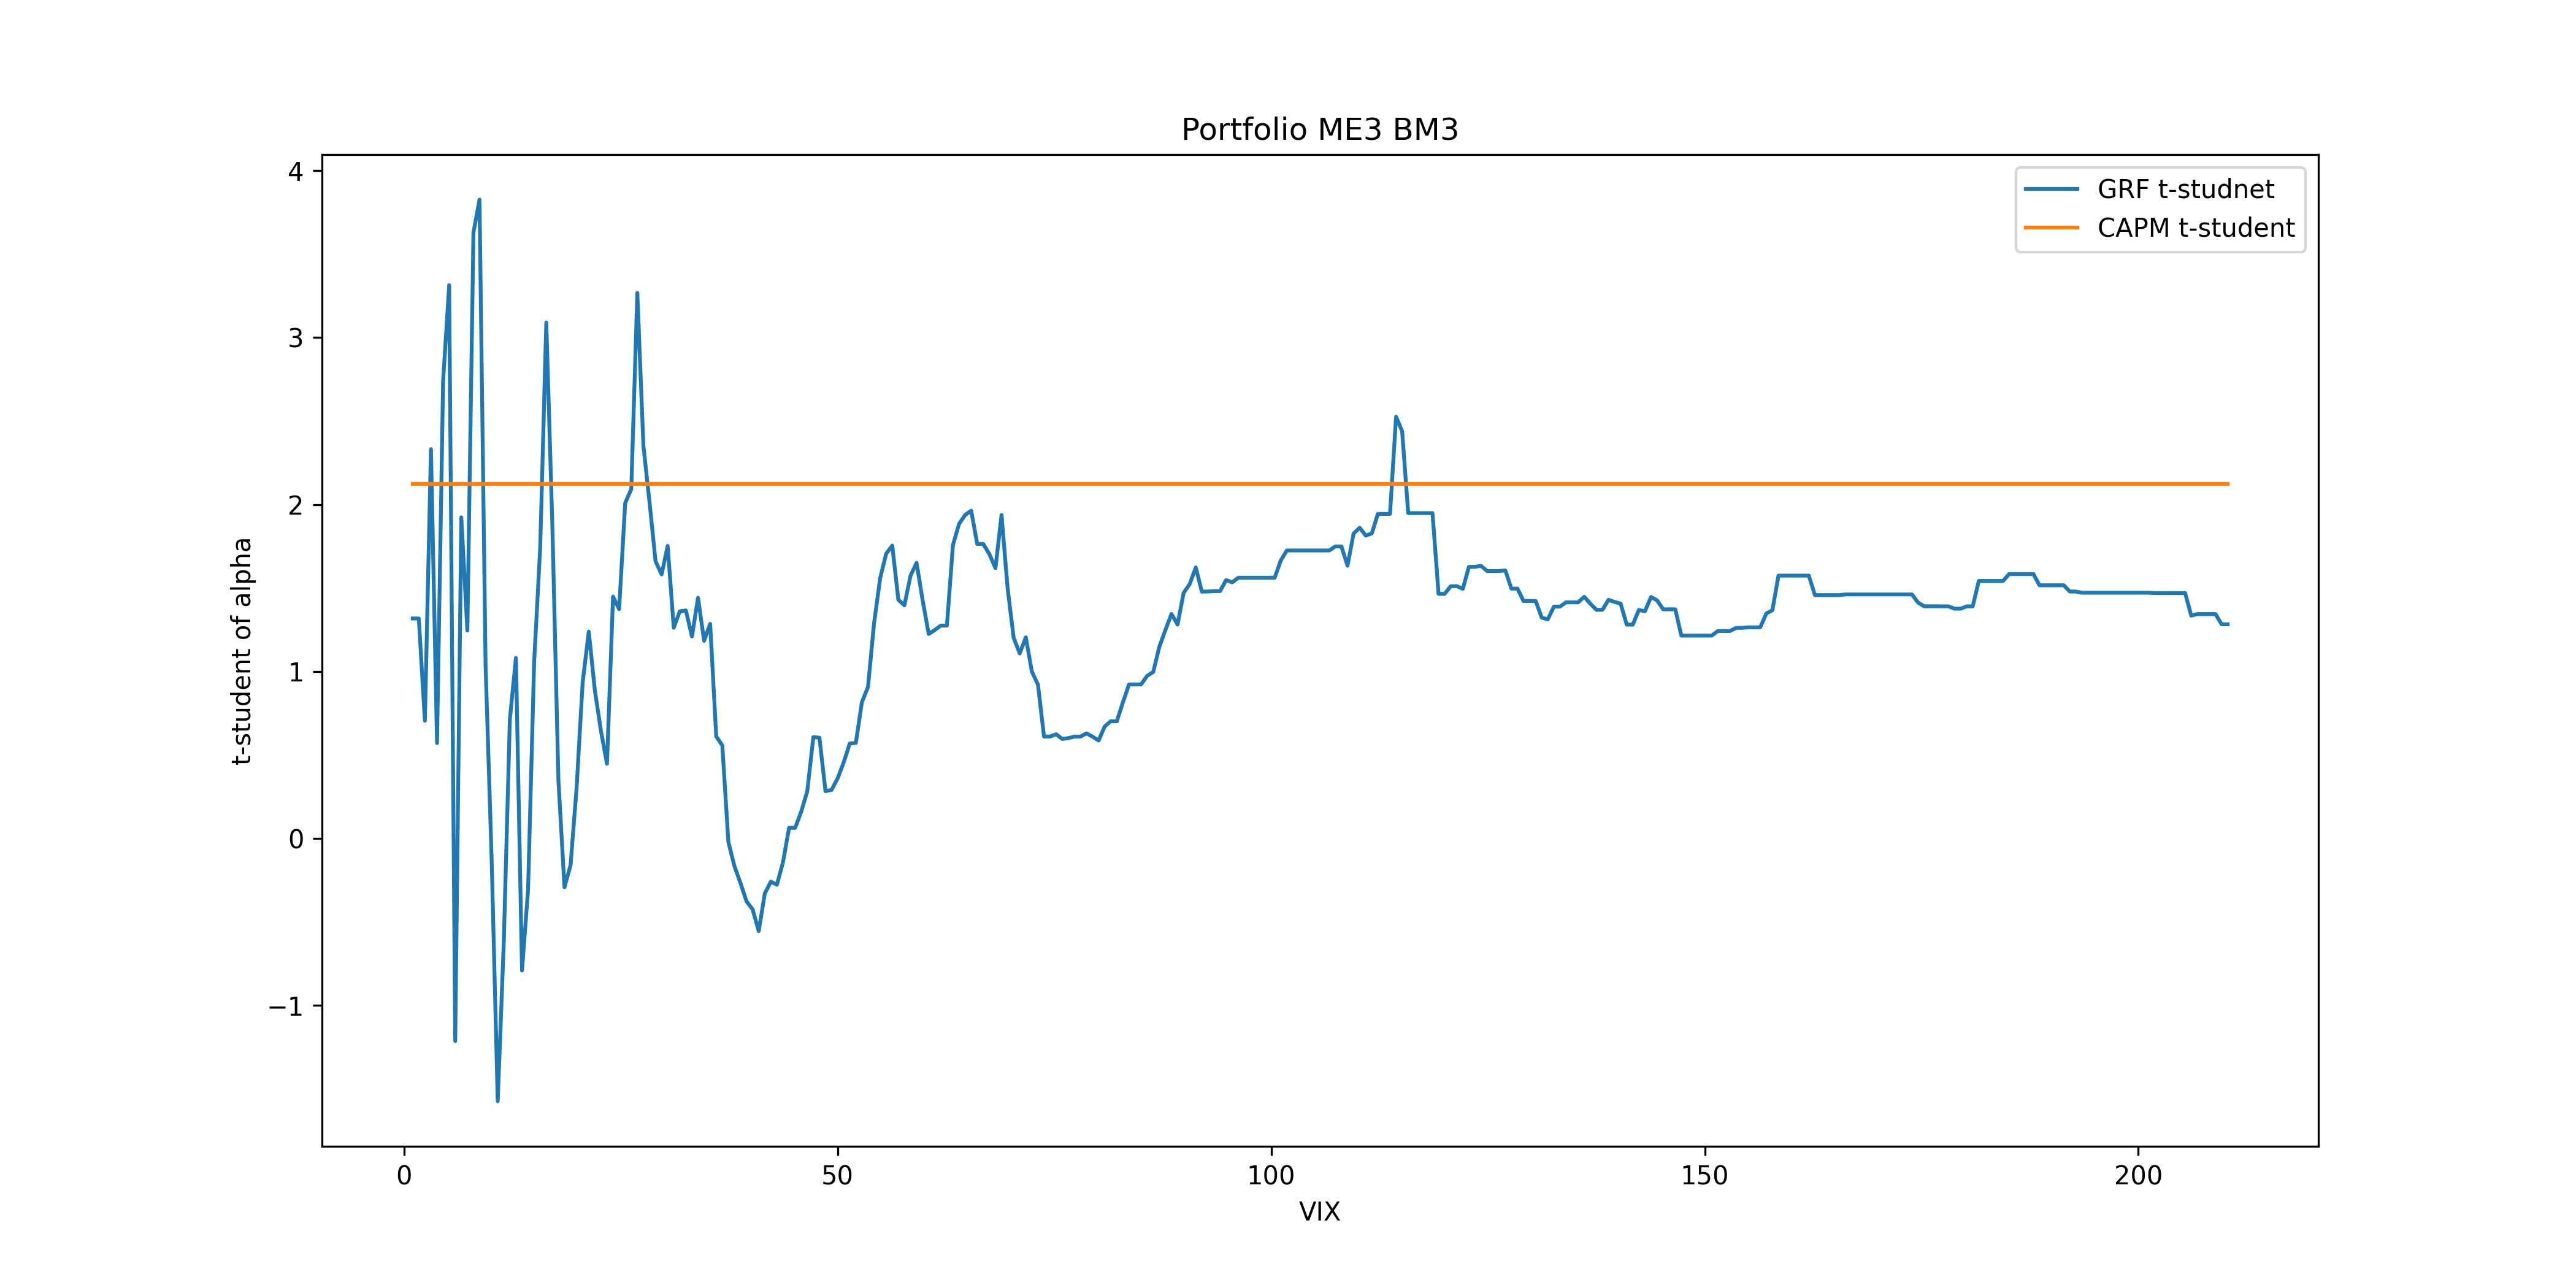 Portfolio ME3 BM3
GRF t-studnet
CAPM t-student
4
3
2
1
0
−1
t-student of alpha
0
50
100
150
200
VIX